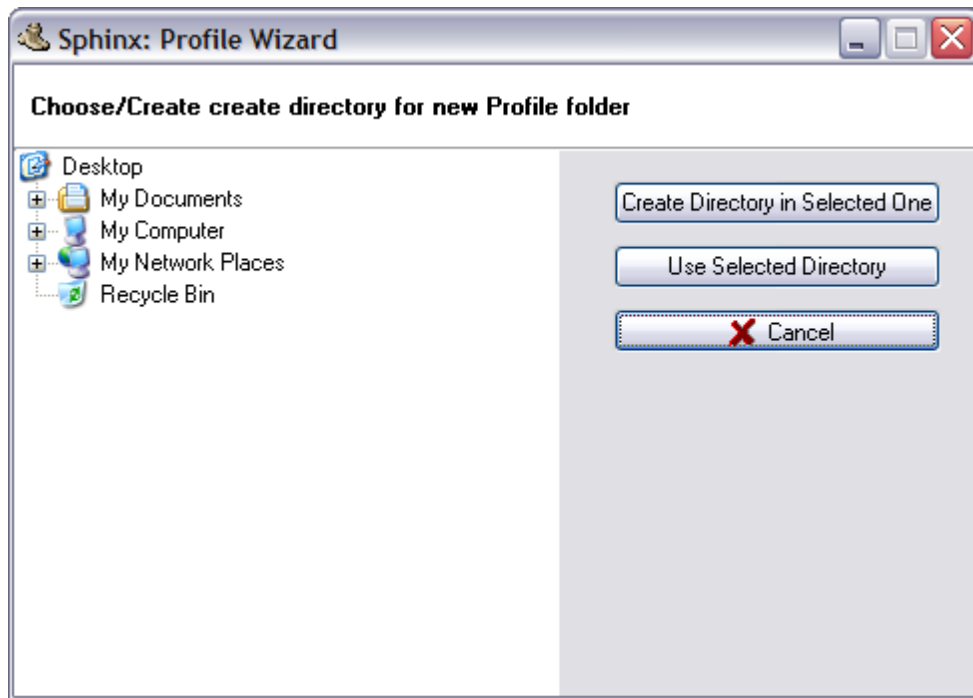 Sphinx: Profile Wizard
Choose/Create create directory for new Profile folder
Desktop
My Documents
My Computer
My Network Places
Recycle Bin
Create Directory in Selected One
Use Selected Directory
Cancel